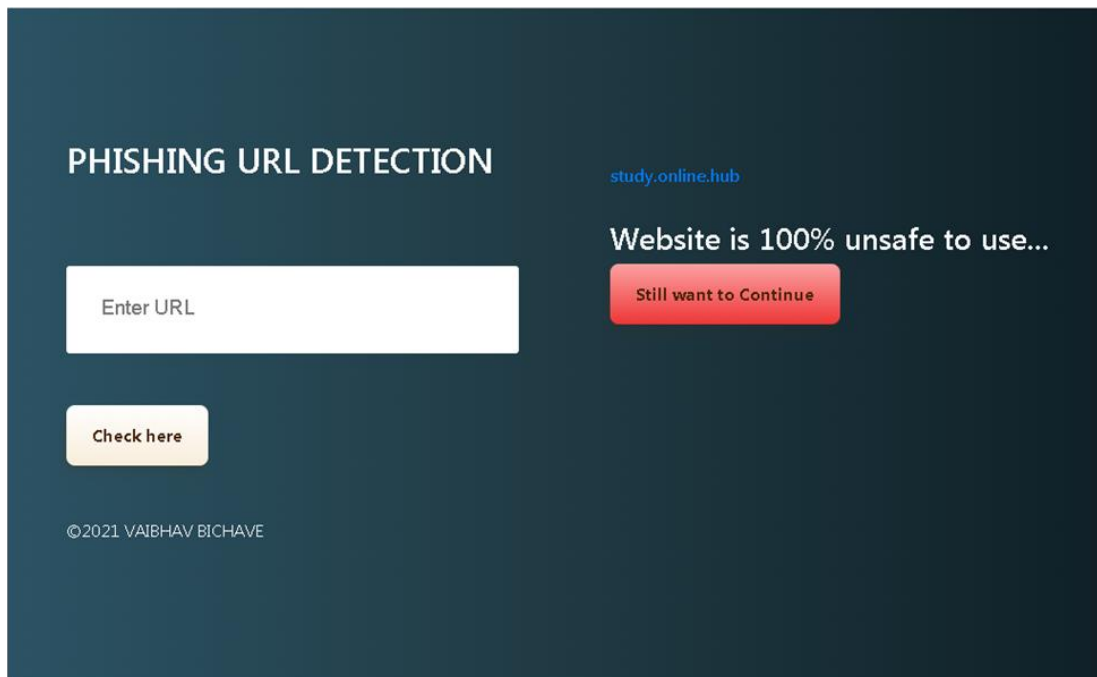 PHISHING URL DETECTION
Enter URL
Check here
©2021 VAIBHAV BICHAVE
study.online.hub
Website is 100% unsafe to use...
Still want to Continue